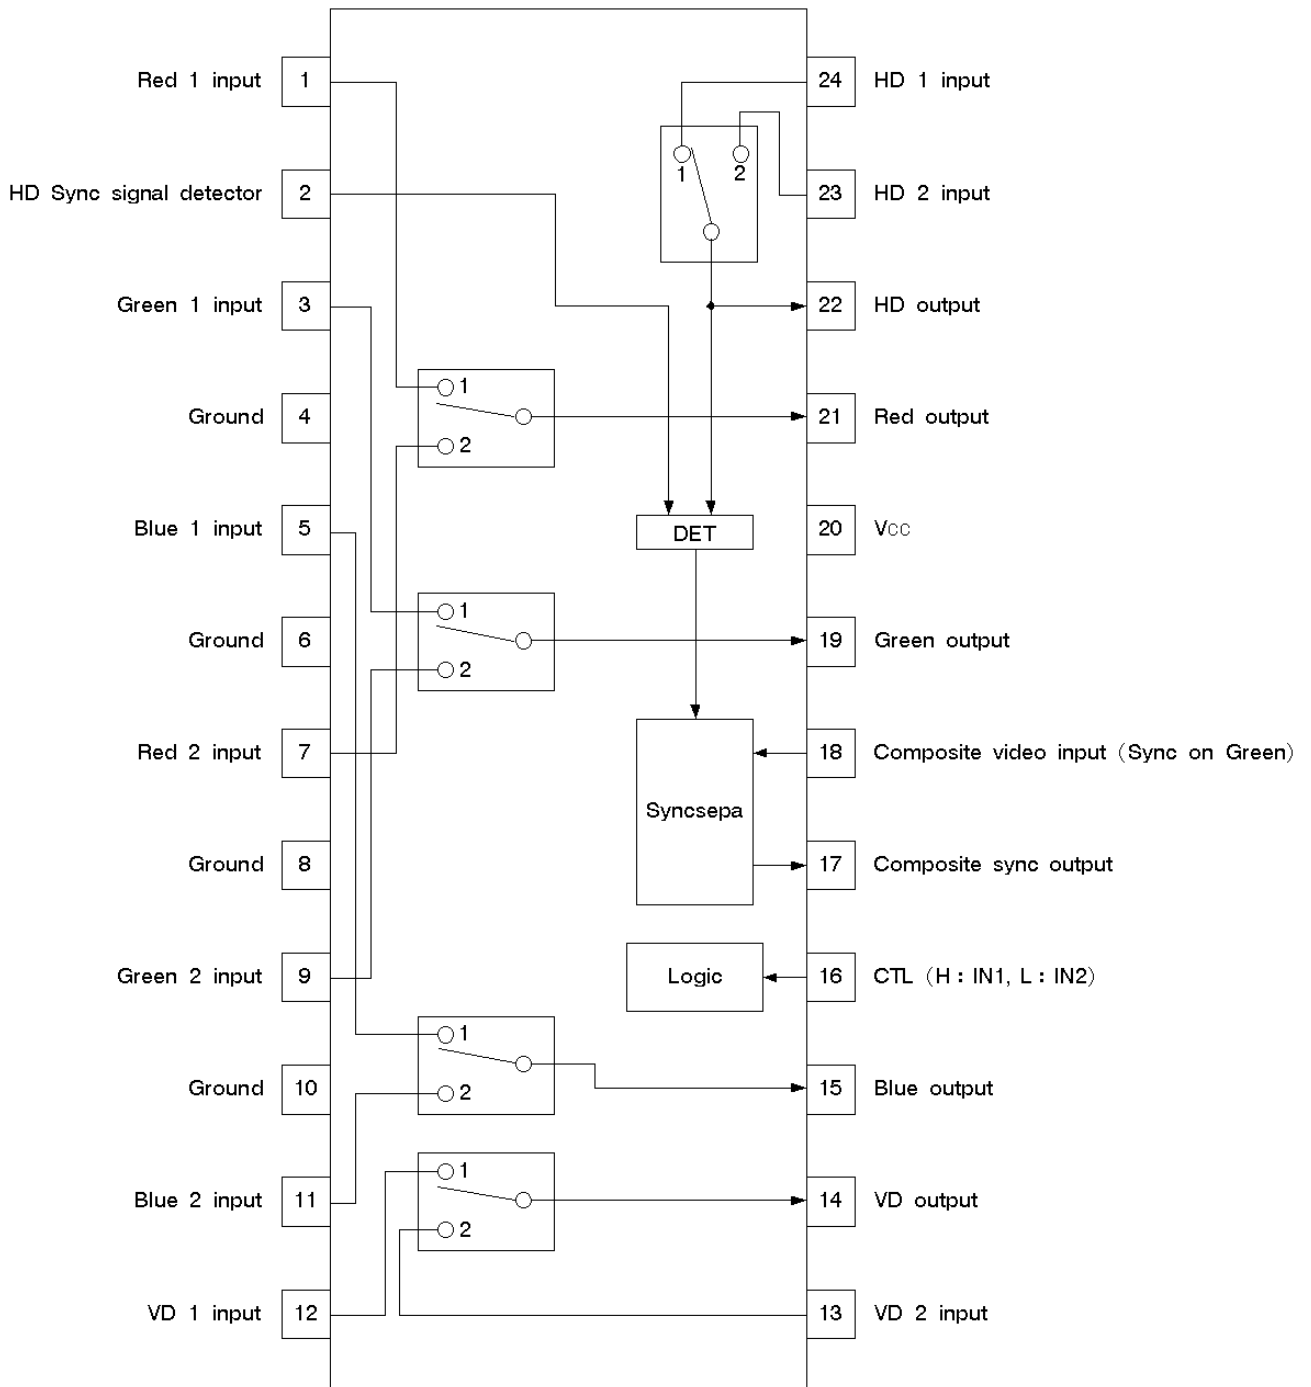 Red 1 input
1
24
HD 1 input
1
2
HD Sync signal detector
2
23
HD 2 input
Green 1 input
3
22
HD output
1
Ground
4
21
Red output
2
Blue 1 input
5
DET
20
Vcc
1
Ground
6
19
Green output
2
Red 2 input
7
18
Composite video input (Sync on Green)
Syncsepa
Ground
8
17
Composite sync output
Green 2 input
9
Logic
16
CTL (H : IN1, L : IN2)
1
Ground
10
2
15
Blue output
1
Blue 2 input
11
14
VD output
2
VD 1 input
12
13
VD 2 input